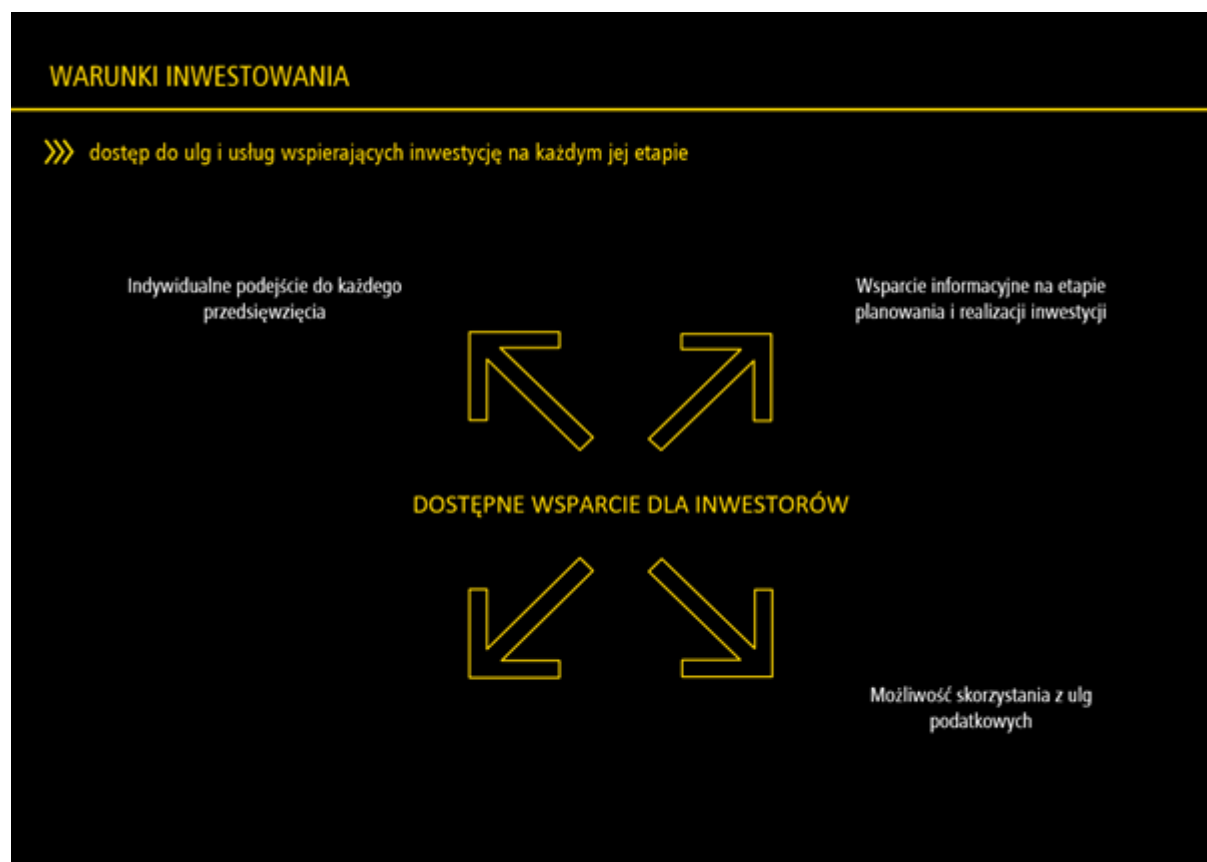 WARUNKI INWESTOWANIA
dostęp do ulg i usług wspierających inwestycję na każdym jej etapie
Indywidualne podejście do każdego
przedsięwzięcia
Wsparcie informacyjne na etapie
planowania i realizacji inwestycji
DOSTĘPNE WSPARCIE DLA INWESTORÓW
Możliwość skorzystania z ulg
podatkowych